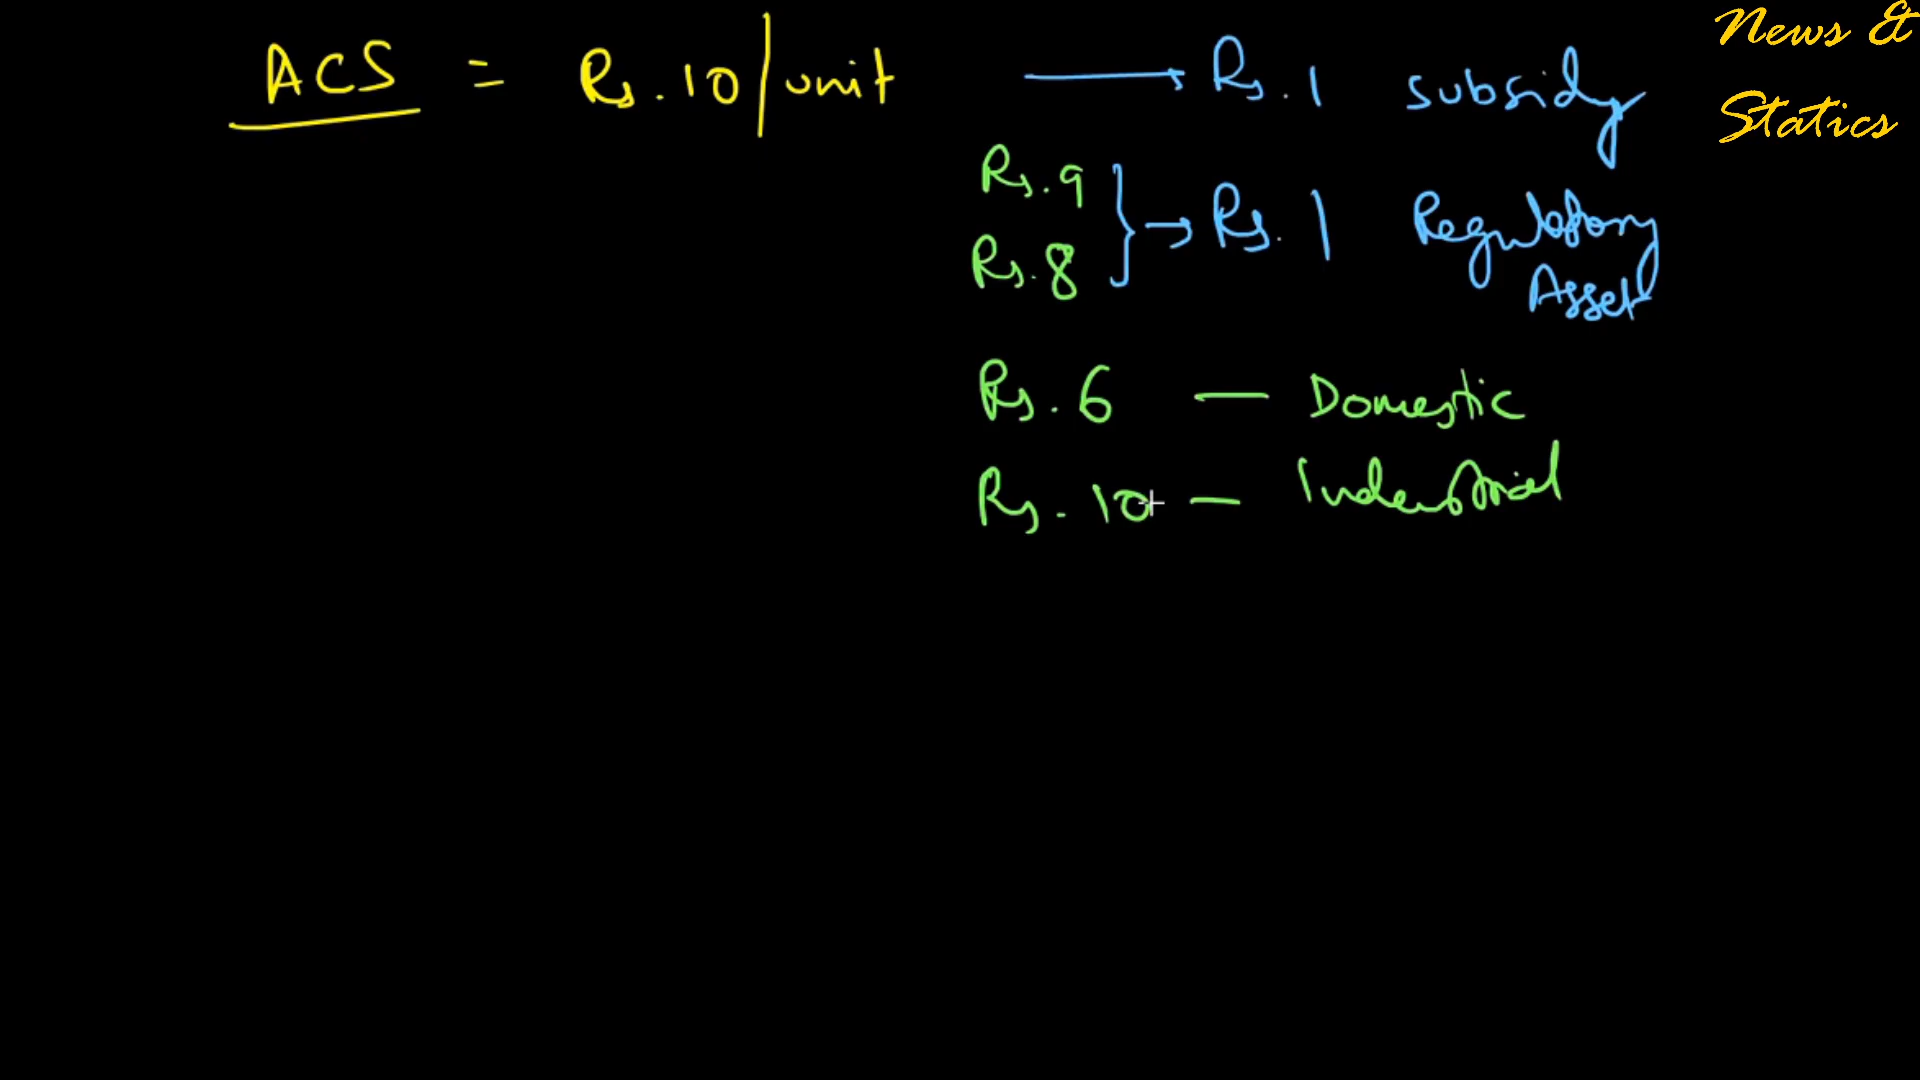 ACS = Rs. 10/unit → Rs. 1 subsidy
Rs. 9
Rs. 8 } → Rs. 1 Regulatory Asset
Rs. 6 — Domestic
Rs. 10 — Industrial
News &
Statics